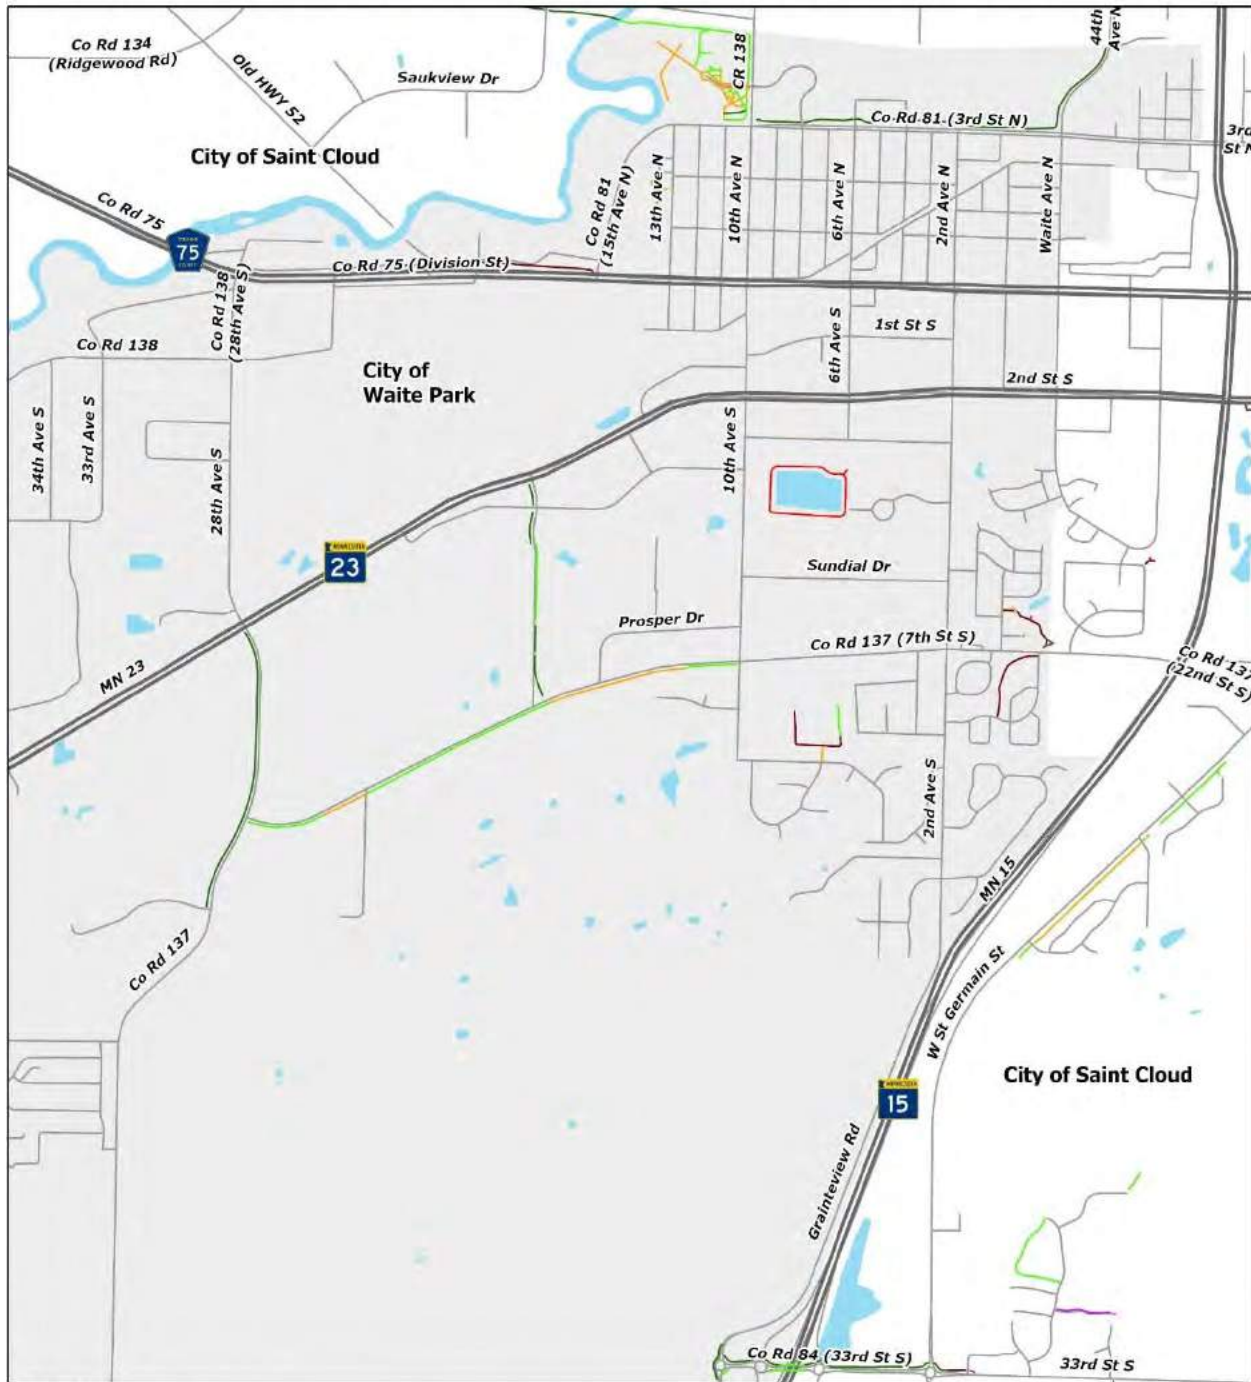 44th
Ave N
Co Rd 134
(Ridgewood Rd)
Old HWY 52
Saukview Dr
CR 138
Co Rd 81 (3rd St N)
3rd
St N
City of Saint Cloud
Co Rd 81
(15th Ave N)
13th Ave N
10th Ave N
6th Ave N
2nd Ave N
Waite Ave N
Co Rd 75
75
Co Rd 75 (Division St)
Co Rd 138
(28th Ave S)
Co Rd 138
1st St S
6th Ave S
City of
Waite Park
2nd St S
34th Ave S
33rd Ave S
28th Ave S
10th Ave S
MINNESOTA
23
Sundial Dr
Prosper Dr
Co Rd 137 (7th St S)
Co Rd 137
(22nd St S)
MN 23
2nd Ave S
MN 15
Co Rd 137
W St Germain St
City of Saint Cloud
MINNESOTA
15
Grainteview Rd
Co Rd 84 (33rd St S)
33rd St S